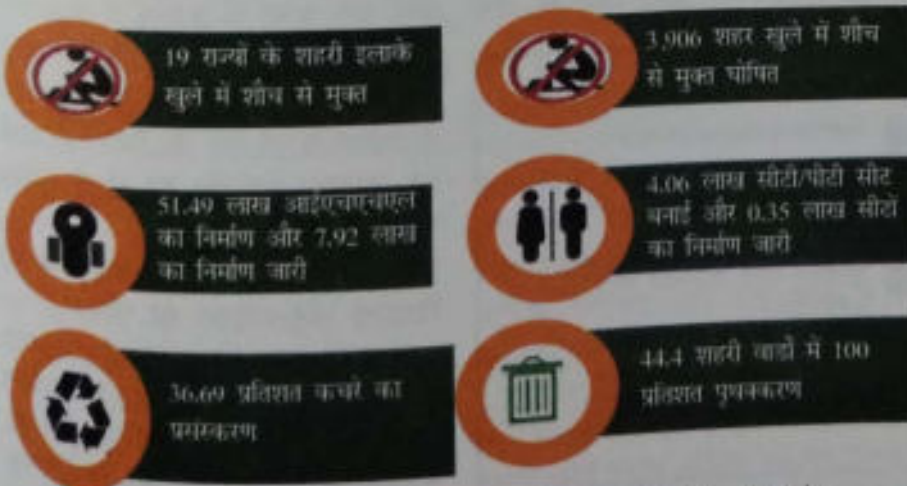 19 राज्यों के शहरी इलाके
खुले में शौच से मुक्त
3,906 शहर खुले में शौच
से मुक्त घोषित
51.49 लाख आईएचएचएल
का निर्माण और 7.92 लाख
का निर्माण जारी
4.06 लाख सीटी/पीटी सीट
बनाई और 0.35 लाख सीटों
का निर्माण जारी
36.69 प्रतिशत कचरे का
प्रसंस्करण
44.4 शहरी वार्डों में 100
प्रतिशत पृथक्करण